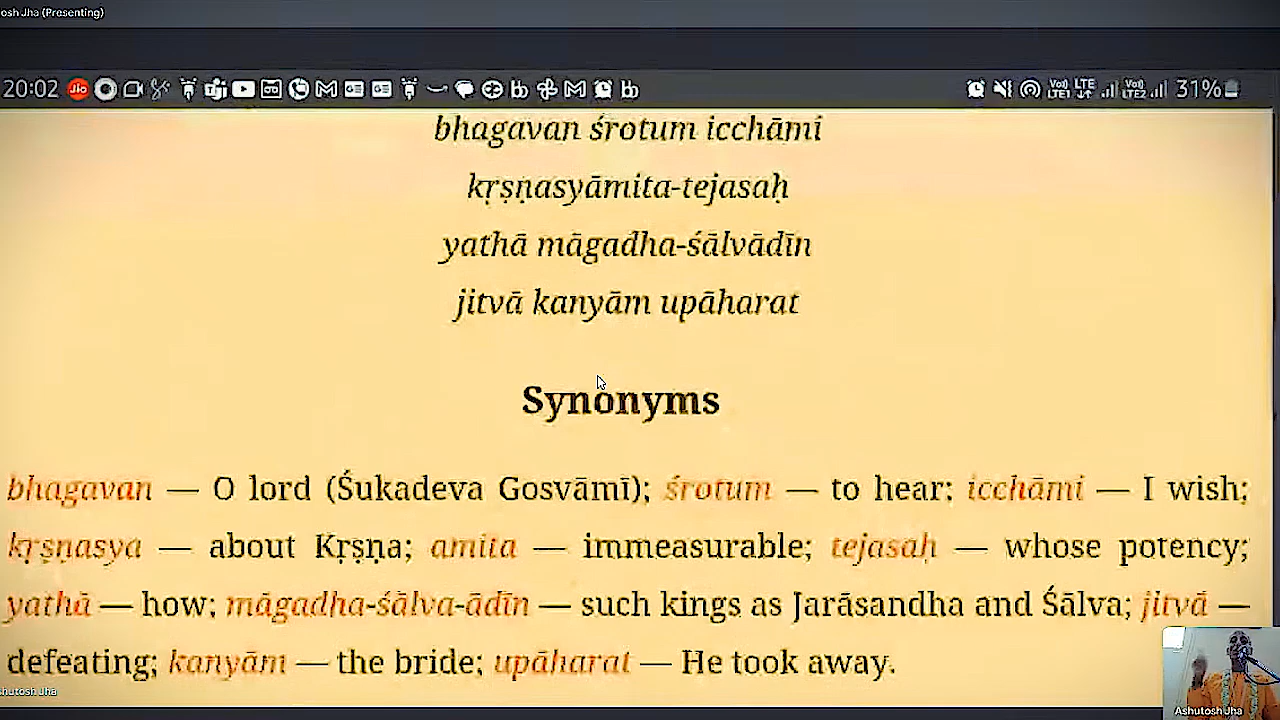 osh Jha (Presenting)
20:02 Jio 31%
bhagavan śrotum icchāmi
kṛṣṇasyāmita-tejasaḥ
yathā māgadha-śālvādīn
jitvā kanyām upāharat
Synonyms
bhagavan — O lord (Śukadeva Gosvāmī); śrotum — to hear; icchāmi — I wish;
kṛṣṇasya — about Kṛṣṇa; amita — immeasurable; tejasaḥ — whose potency;
yathā — how; māgadha-śālva-ādīn — such kings as Jarāsandha and Śālva; jitvā —
defeating; kanyām — the bride; upāharat — He took away.
shutosh Jha
Ashutosh Jha